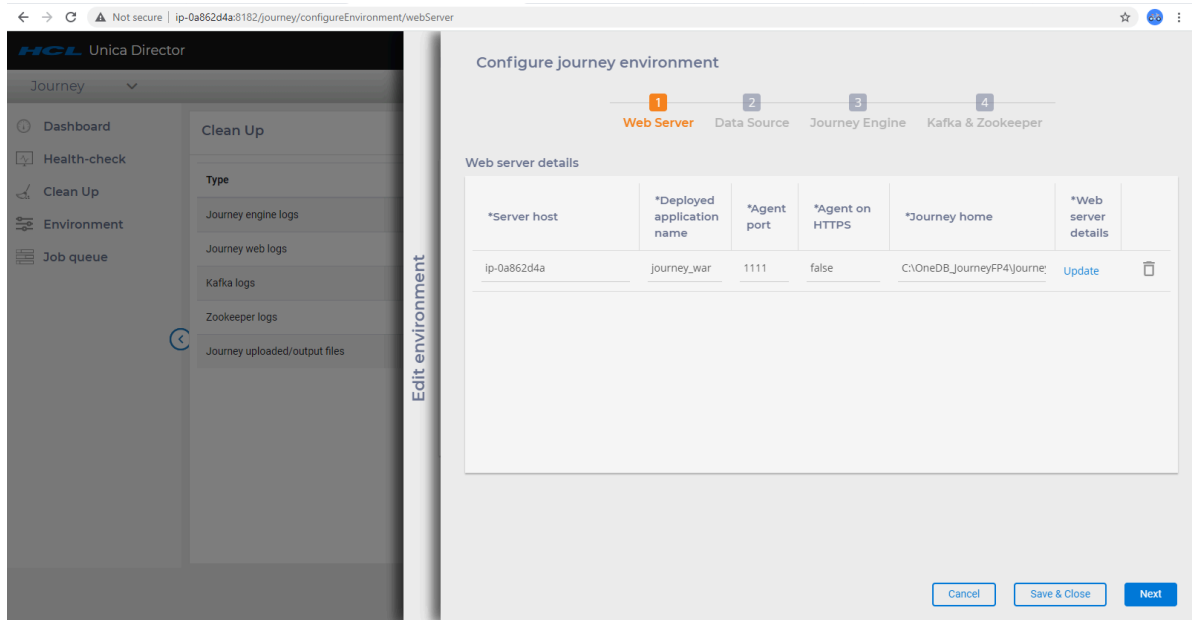 Not secure | ip-0a862d4a:8182/journey/configureEnvironment/webServer
HCL Unica Director
Journey
Dashboard
Health-check
Clean Up
Environment
Job queue
Clean Up
Type
Journey engine logs
Journey web logs
Kafka logs
Zookeeper logs
Journey uploaded/output files
Edit environment
Configure journey environment
1 2 3 4
Web Server Data Source Journey Engine Kafka & Zookeeper
Web server details
*Server host
*Deployed
application
name
*Agent
port
*Agent on
HTTPS
*Journey home
*Web
server
details
ip-0a862d4a journey_war 1111 false C:\OneDB_JourneyFP4\Journey Update
Cancel Save & Close Next